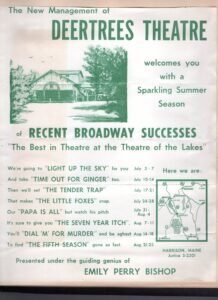 The New Management of
DEERTREES THEATRE
welcomes you
with a
Sparkling Summer
Season
of RECENT BROADWAY SUCCESSES
"The Best in Theatre at the Theatre of the Lakes"
We're going to "LIGHT UP THE SKY" for you July 3-7
And take "TIME OUT FOR GINGER" too. July 10-14
That we'll set "THE TENDER TRAP" July 17-21
That makes "THE LITTLE FOXES" snap. July 24-28
Our "PAPA IS ALL" but watch his pitch July 31-Aug. 4
It's sure to give you "THE SEVEN YEAR ITCH" Aug. 7-11
You'll "DIAL 'M' FOR MURDER" and be aghast Aug. 14-18
To find "THE FIFTH SEASON" gone so fast. Aug. 21-25
Here we are:
HARRISON, MAINE
Presented under the guiding genius of
EMILY PERRY BISHOP